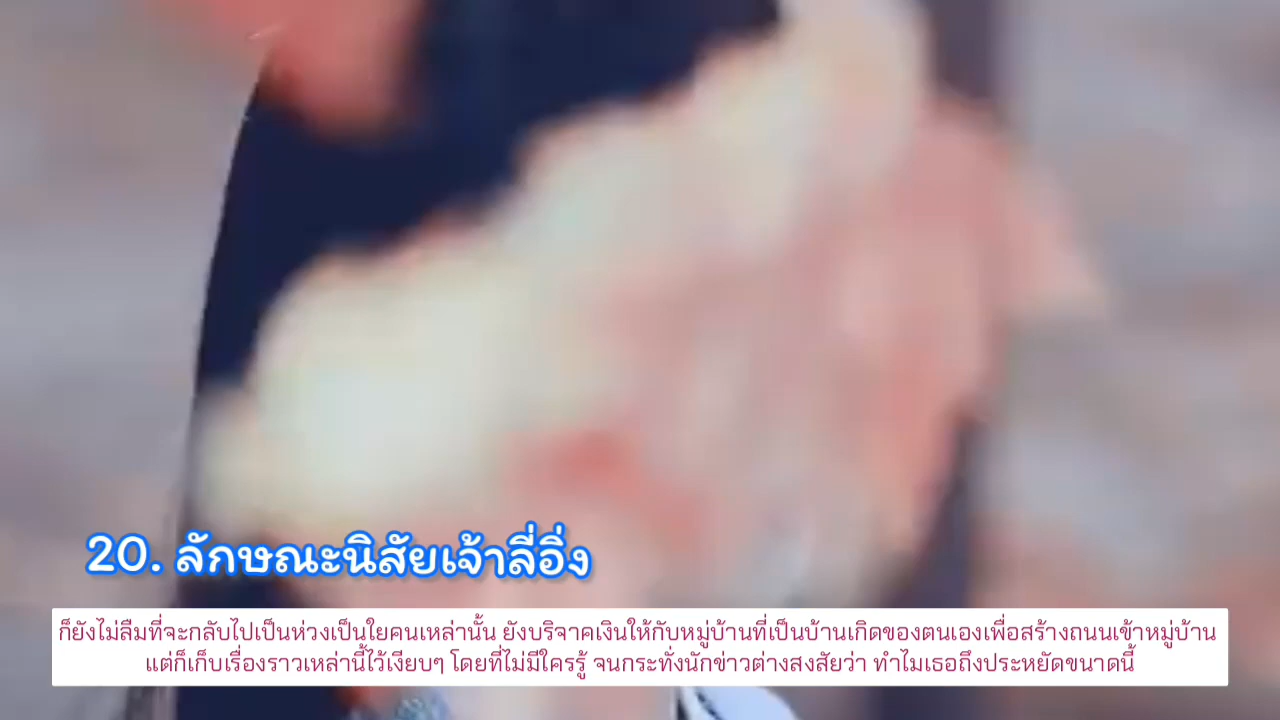 20. ลักษณะนิสัยเจ้าลี่อิ่ง
ก็ยังไม่ลืมที่จะกลับไปเป็นห่วงเป็นใยคนเหล่านั้น ยังบริจาคเงินให้กับหมู่บ้านที่เป็นบ้านเกิดของตนเองเพื่อสร้างถนนเข้าหมู่บ้าน
แต่ก็เก็บเรื่องราวเหล่านี้ไว้เงียบๆ โดยที่ไม่มีใครรู้ จนกระทั่งนักข่าวต่างสงสัยว่า ทำไมเธอถึงประหยัดขนาดนี้